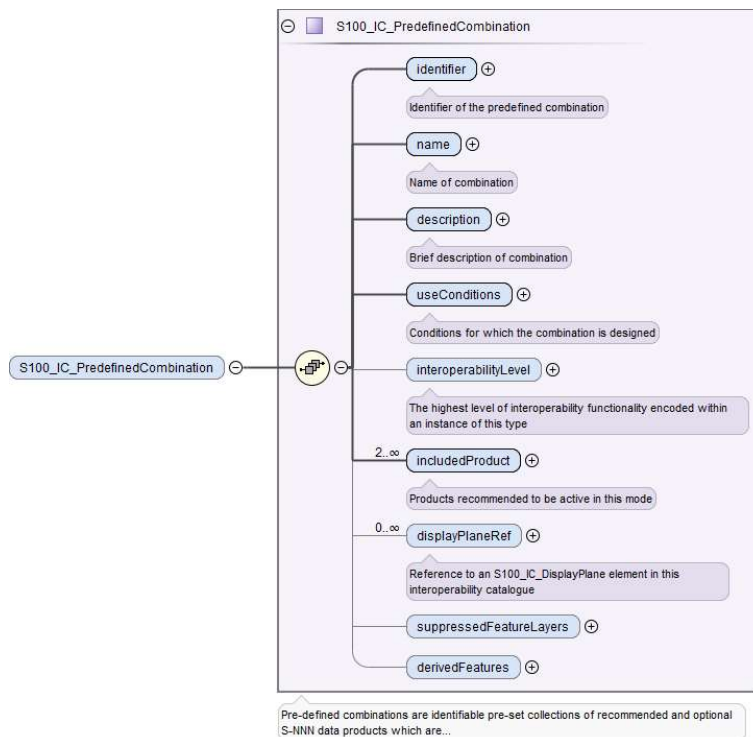 S100_IC_PredefinedCombination
identifier
Identifier of the predefined combination
name
Name of combination
description
Brief description of combination
useConditions
Conditions for which the combination is designed
S100_IC_PredefinedCombination
interoperabilityLevel
The highest level of interoperability functionality encoded within
an instance of this type
2..∞
includedProduct
Products recommended to be active in this mode
0..∞
displayPlaneRef
Reference to an S100_IC_DisplayPlane element in this
interoperability catalogue
suppressedFeatureLayers
derivedFeatures
Pre-defined combinations are identifiable pre-set collections of recommended and optional
S-NNN data products which are...